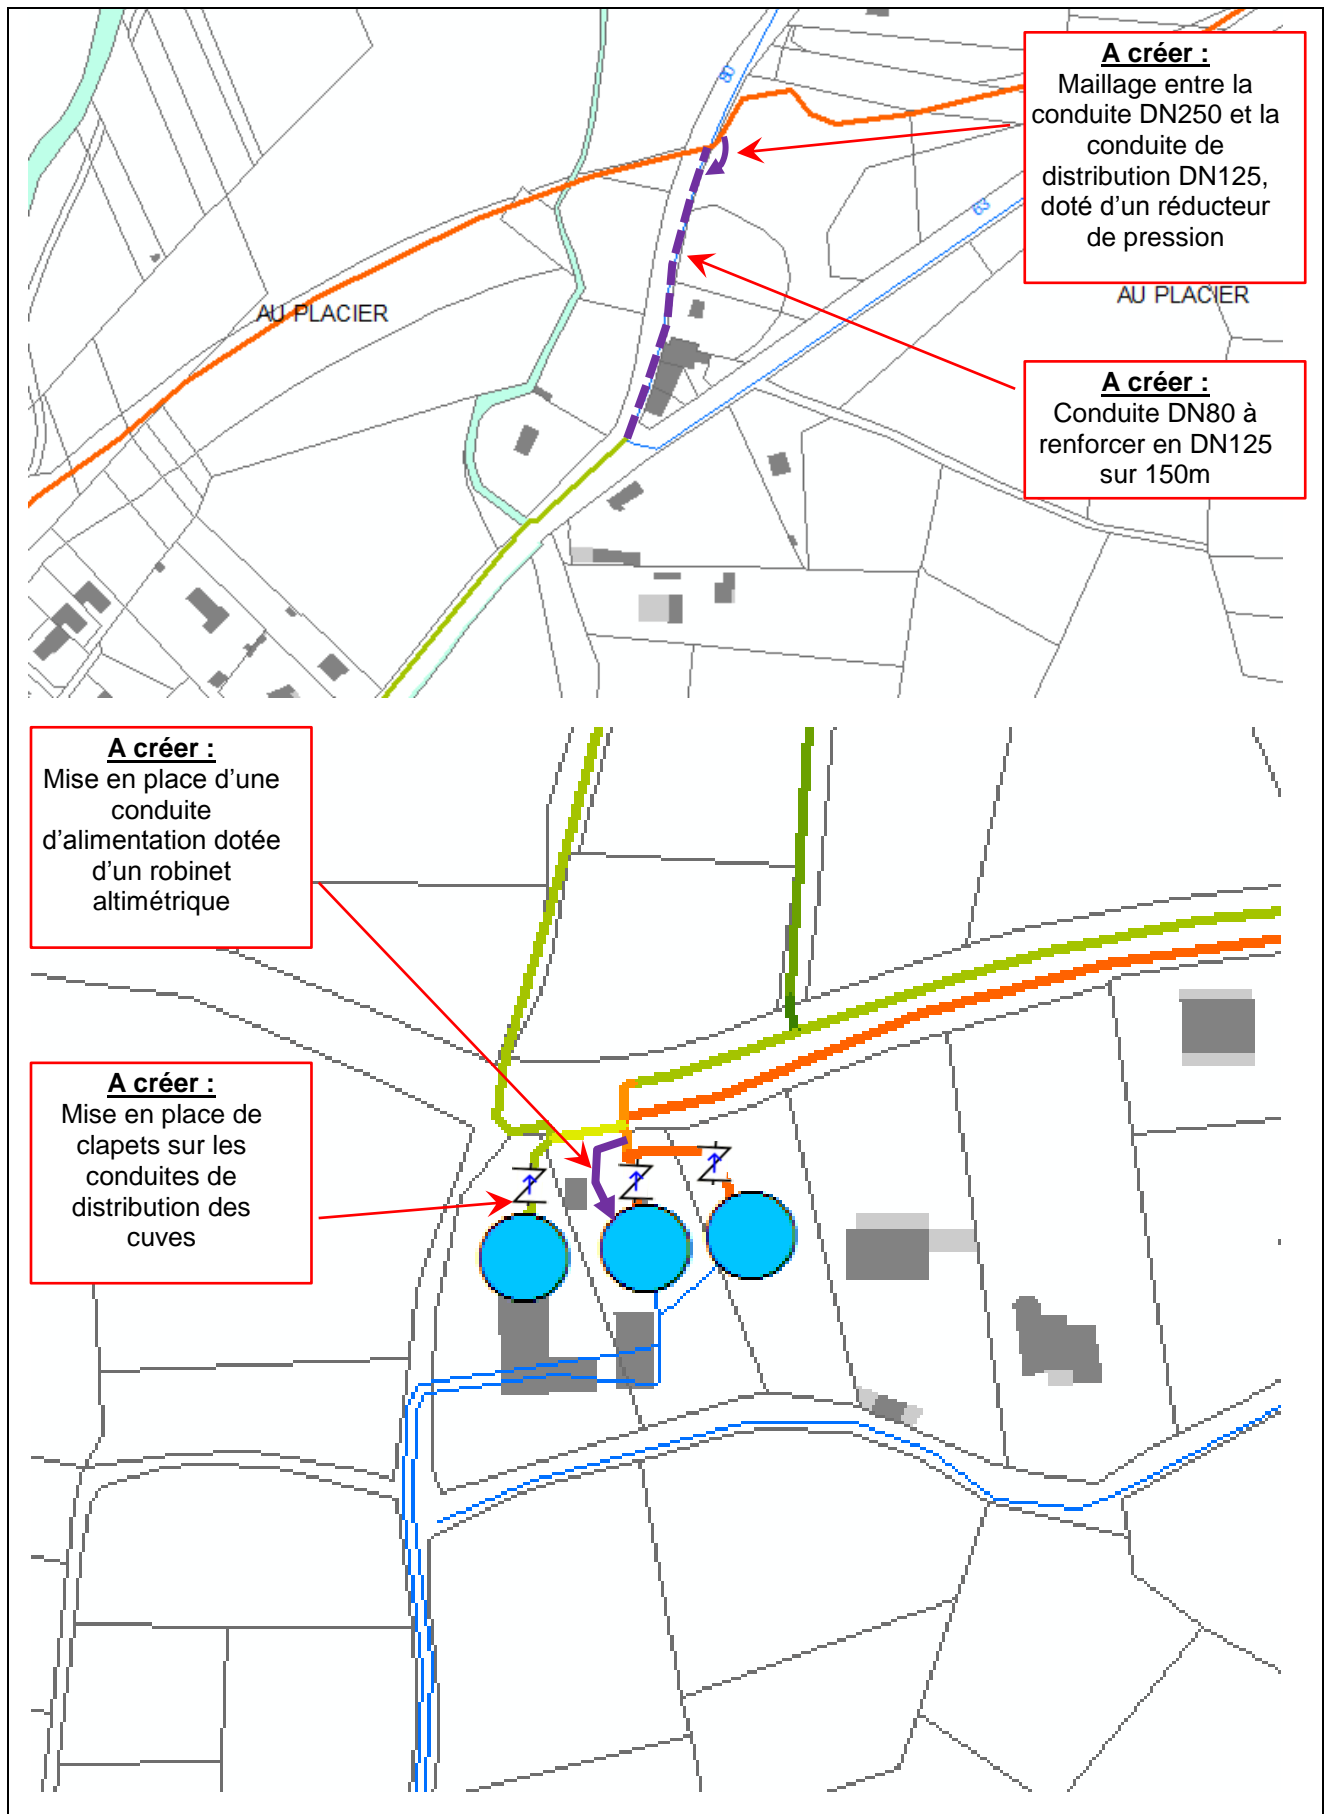 A créer :
Maillage entre la
conduite DN250 et la
conduite de
distribution DN125,
doté d’un réducteur
de pression
80
63
AU PLACIER
AU PLACIER
A créer :
Conduite DN80 à
renforcer en DN125
sur 150m
A créer :
Mise en place d’une
conduite
d’alimentation dotée
d’un robinet
altimétrique
A créer :
Mise en place de
clapets sur les
conduites de
distribution des
cuves